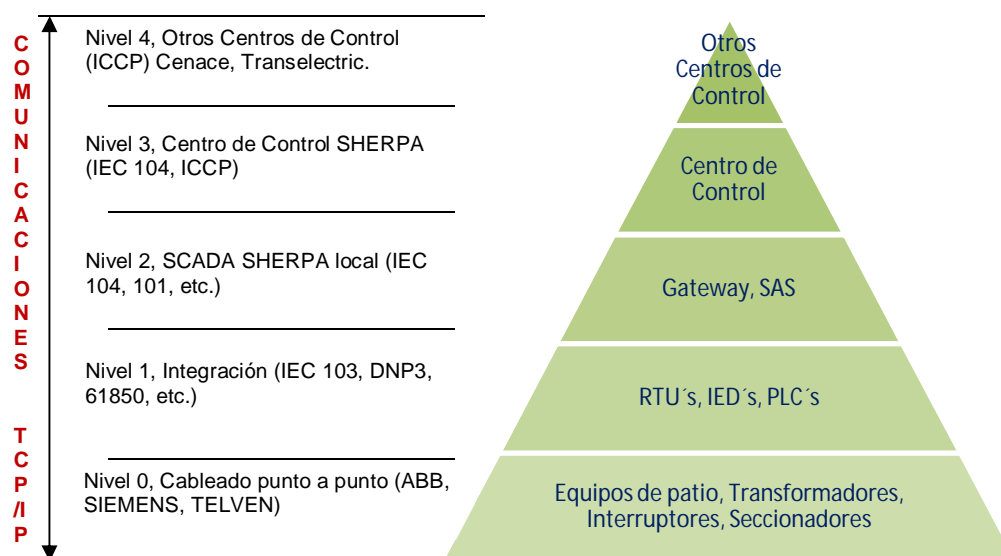 COMUNICACIONES TCP/IP
Nivel 4, Otros Centros de Control
(ICCP) Cenace, Transelectric.
Nivel 3, Centro de Control SHERPA
(IEC 104, ICCP)
Nivel 2, SCADA SHERPA local (IEC
104, 101, etc.)
Nivel 1, Integración (IEC 103, DNP3,
61850, etc.)
Nivel 0, Cableado punto a punto (ABB,
SIEMENS, TELVEN)
Otros
Centros de
Control
Centro de
Control
Gateway, SAS
RTU´s, IED´s, PLC´s
Equipos de patio, Transformadores,
Interruptores, Seccionadores